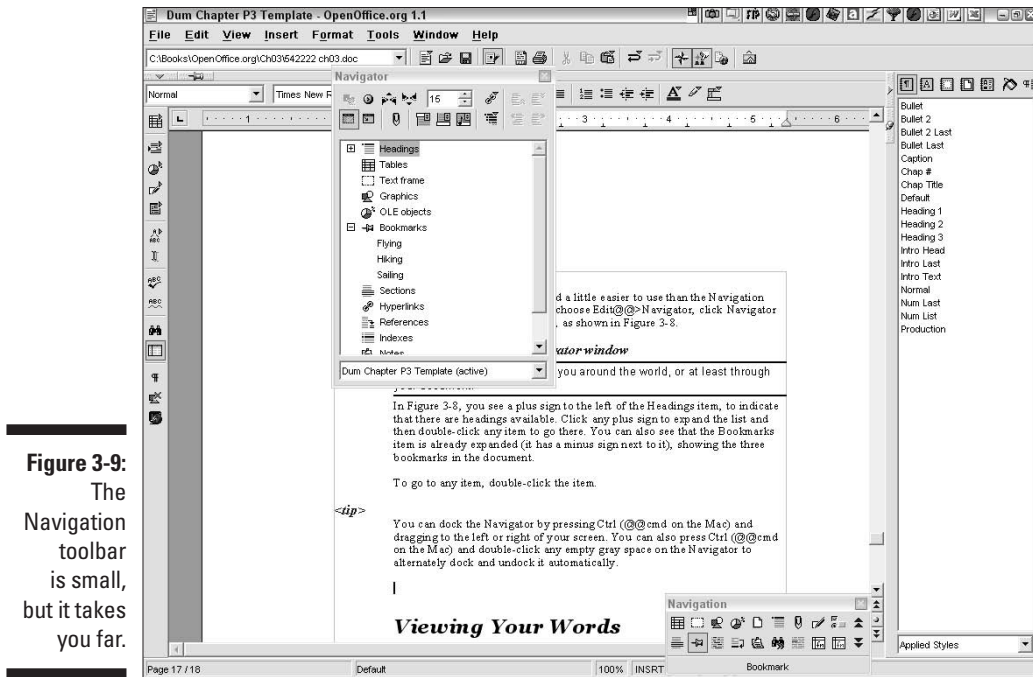 Dum Chapter P3 Template - OpenOffice.org 1.1
File Edit View Insert Format Tools Window Help
C:\Books\OpenOffice.org\Ch03\542222 ch03.doc
Normal
Times New R
Navigator
16
Headings
Tables
Text frame
Graphics
OLE objects
Bookmarks
Flying
Hiking
Sailing
Sections
Hyperlinks
References
Indexes
Notes
Dum Chapter P3 Template (active)
1 3 4 5 6
d a little easier to use than the Navigation
choose Edit@@>Navigator, click Navigator
, as shown in Figure 3-8.
ator window
you around the world, or at least through
your document.
In Figure 3-8, you see a plus sign to the left of the Headings item, to indicate
that there are headings available. Click any plus sign to expand the list and
then double-click any item to go there. You can also see that the Bookmarks
item is already expanded (it has a minus sign next to it), showing the three
bookmarks in the document.
To go to any item, double-click the item.
<tip>
You can dock the Navigator by pressing Ctrl (@@cmd on the Mac) and
dragging to the left or right of your screen. You can also press Ctrl (@@cmd
on the Mac) and double-click any empty gray space on the Navigator to
alternately dock and undock it automatically.
Viewing Your Words
Navigation
Bookmark
Bullet
Bullet 2
Bullet 2 Last
Bullet Last
Caption
Chap #
Chap Title
Default
Heading 1
Heading 2
Heading 3
Intro Head
Intro Last
Intro Text
Normal
Num Last
Num List
Production
Applied Styles
Page 17 / 18
Default
100%
INSRT
Figure 3-9:
The
Navigation
toolbar
is small,
but it takes
you far.